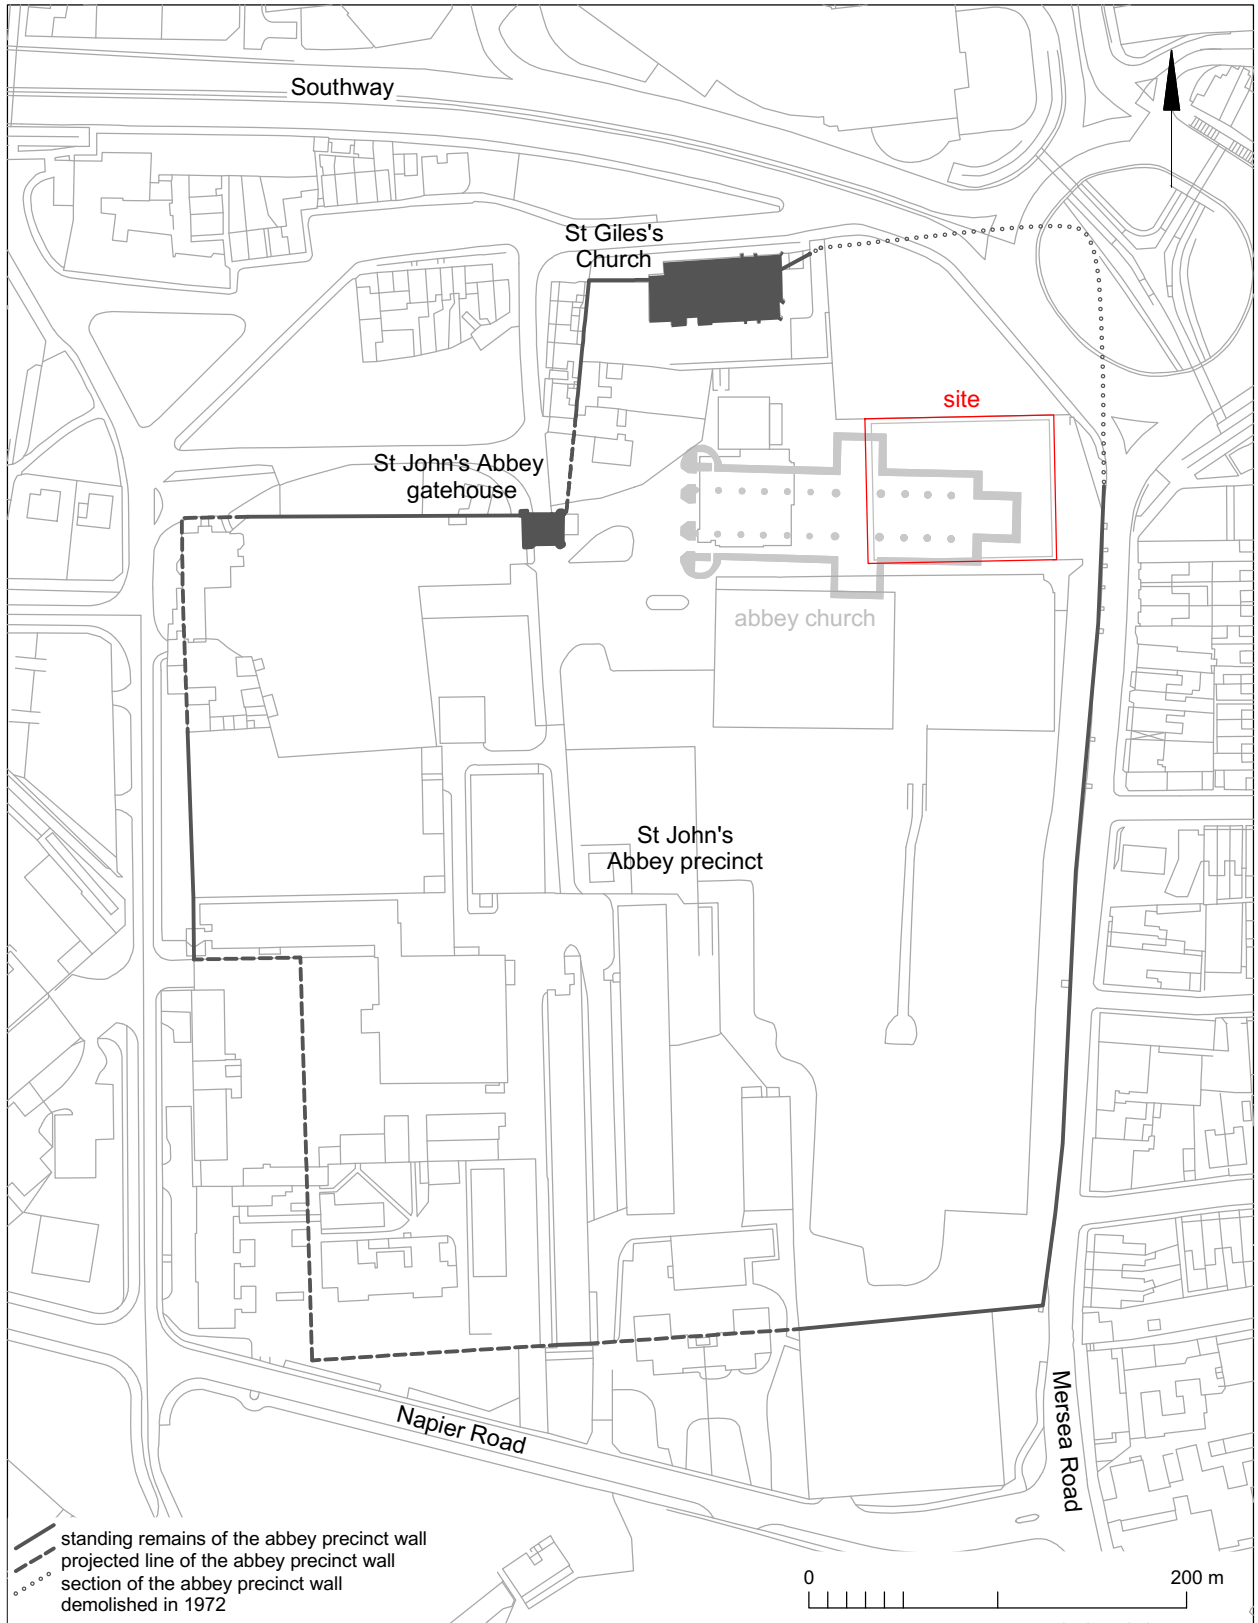 Southway
St Giles's
Church
site
St John's Abbey
gatehouse
abbey church
St John's
Abbey precinct
Napier Road
Mersea Road
standing remains of the abbey precinct wall
projected line of the abbey precinct wall
section of the abbey precinct wall
demolished in 1972
0 200 m